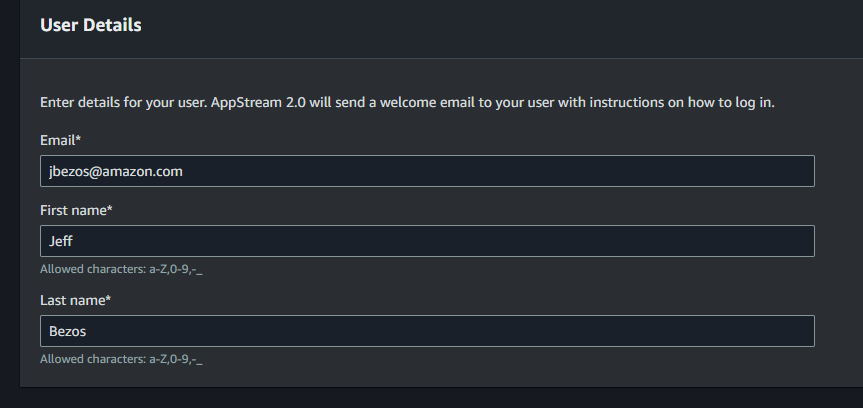 User Details
Enter details for your user. AppStream 2.0 will send a welcome email to your user with instructions on how to log in.
Email*
jbezos@amazon.com
First name*
Jeff
Allowed characters: a-Z,0-9,-_
Last name*
Bezos
Allowed characters: a-Z,0-9,-_